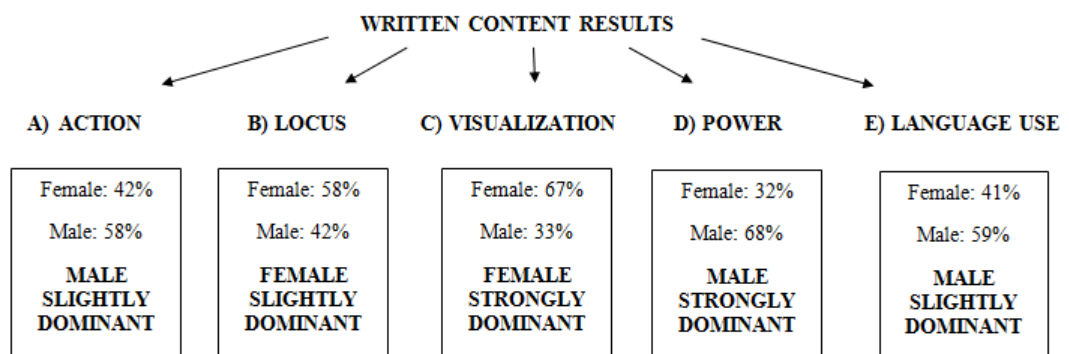 WRITTEN CONTENT RESULTS
A) ACTION
B) LOCUS
C) VISUALIZATION
D) POWER
E) LANGUAGE USE
Female: 42%
Male: 58%
MALE
SLIGHTLY
DOMINANT
Female: 58%
Male: 42%
FEMALE
SLIGHTLY
DOMINANT
Female: 67%
Male: 33%
FEMALE
STRONGLY
DOMINANT
Female: 32%
Male: 68%
MALE
STRONGLY
DOMINANT
Female: 41%
Male: 59%
MALE
SLIGHTLY
DOMINANT